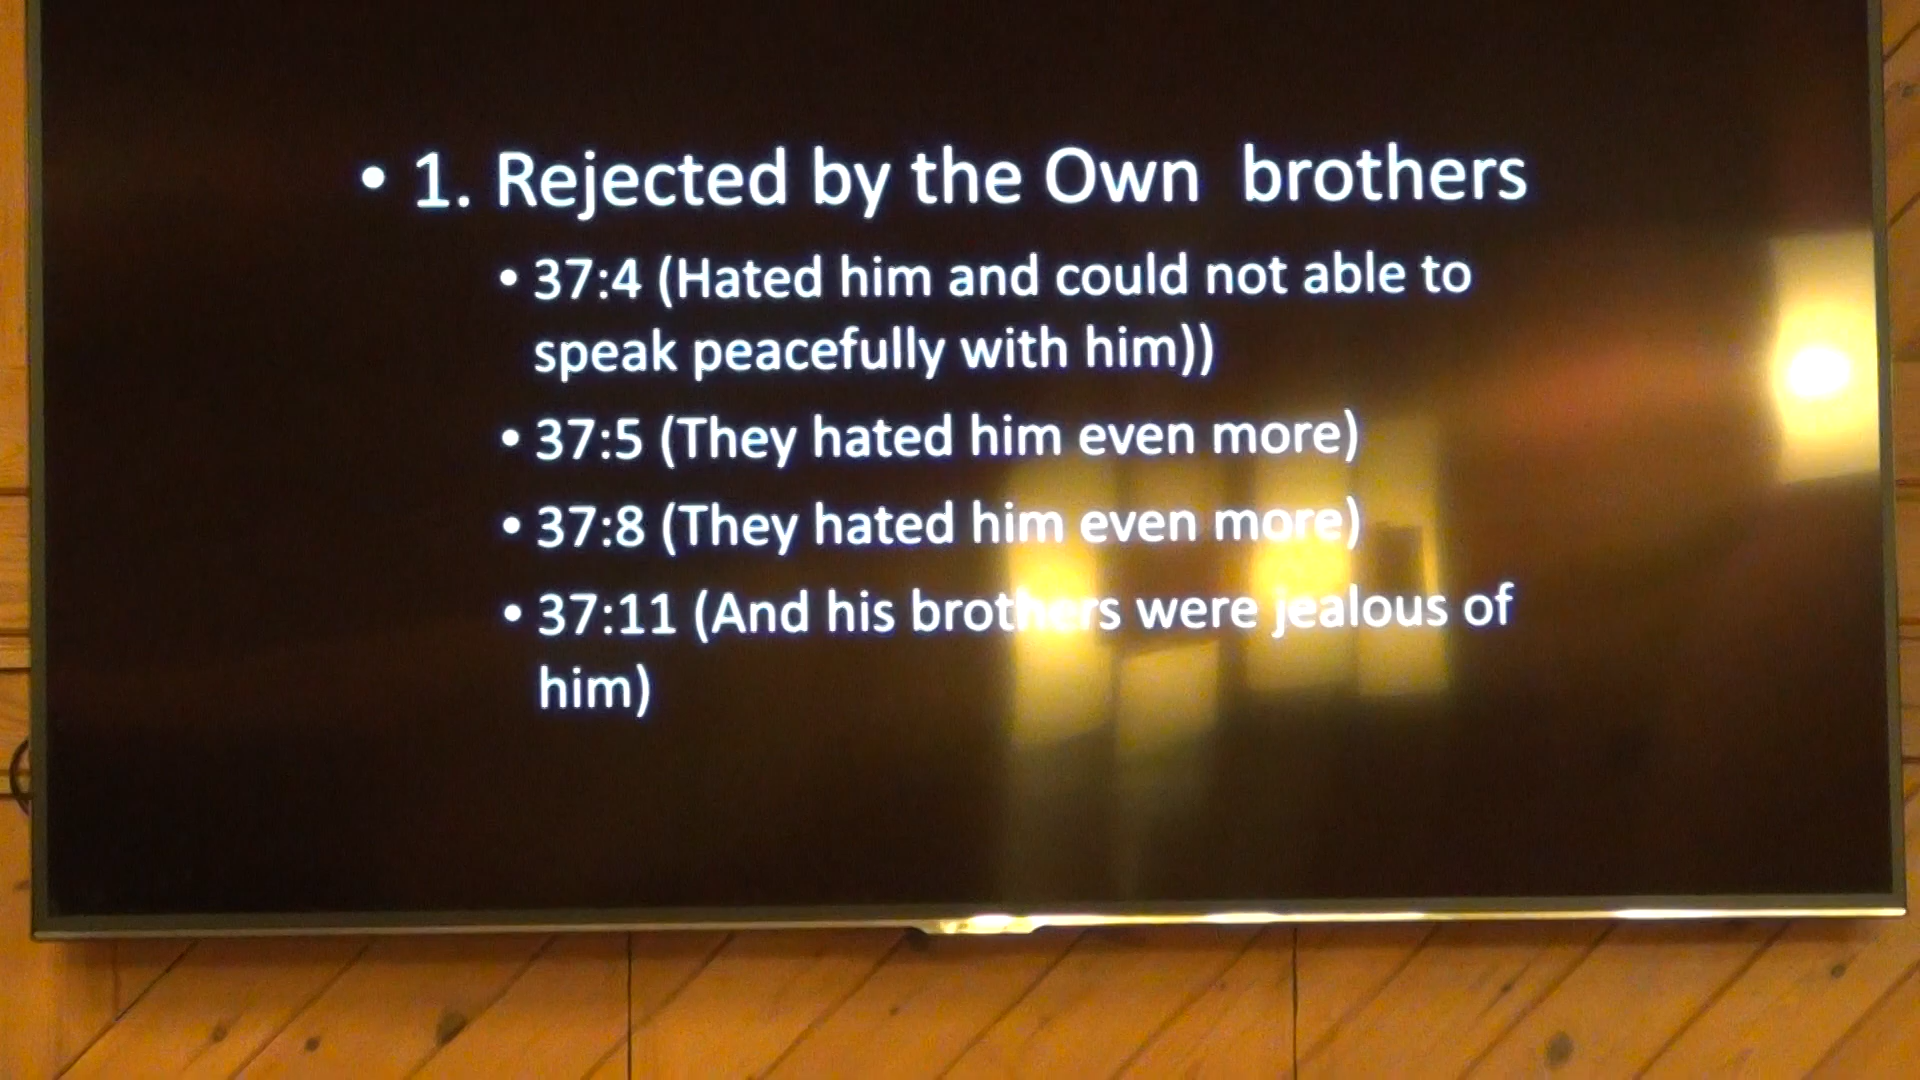 • 1. Rejected by the Own brothers
• 37:4 (Hated him and could not able to
speak peacefully with him))
• 37:5 (They hated him even more)
• 37:8 (They hated him even more)
• 37:11 (And his brothers were jealous of
him)